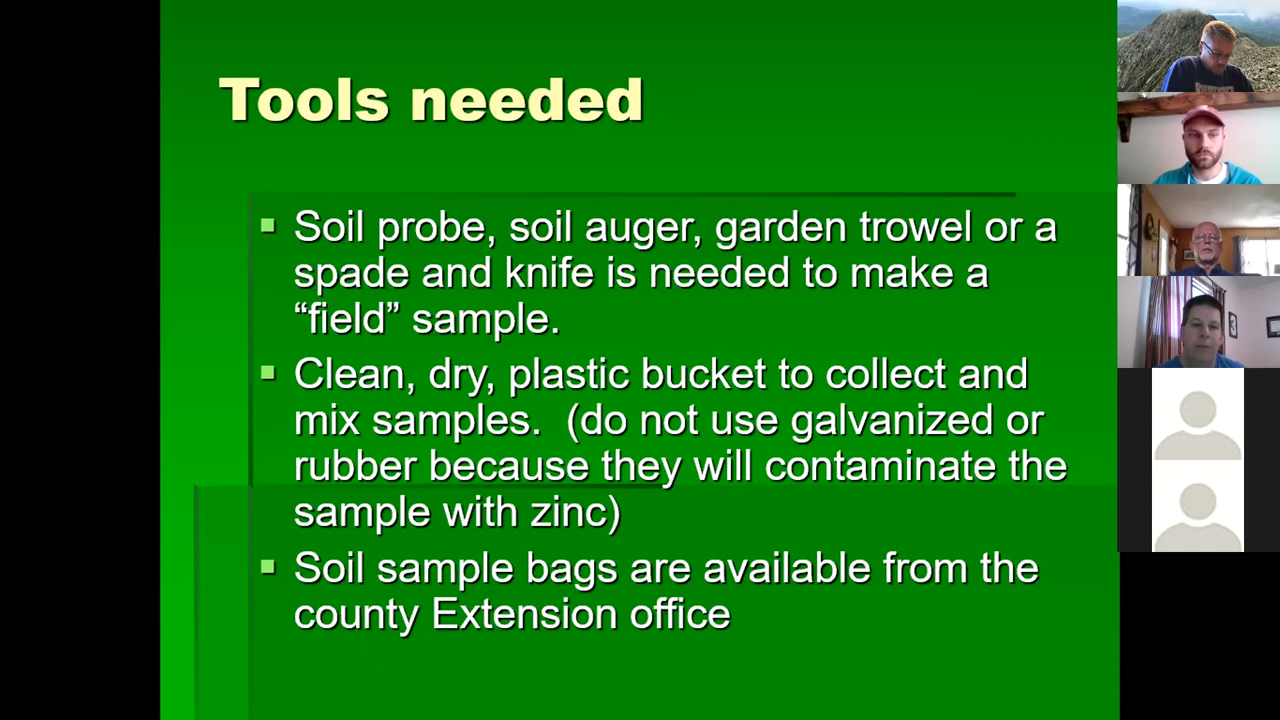 Tools needed
Soil probe, soil auger, garden trowel or a
spade and knife is needed to make a
“field” sample.
Clean, dry, plastic bucket to collect and
mix samples.  (do not use galvanized or
rubber because they will contaminate the
sample with zinc)
Soil sample bags are available from the
county Extension office